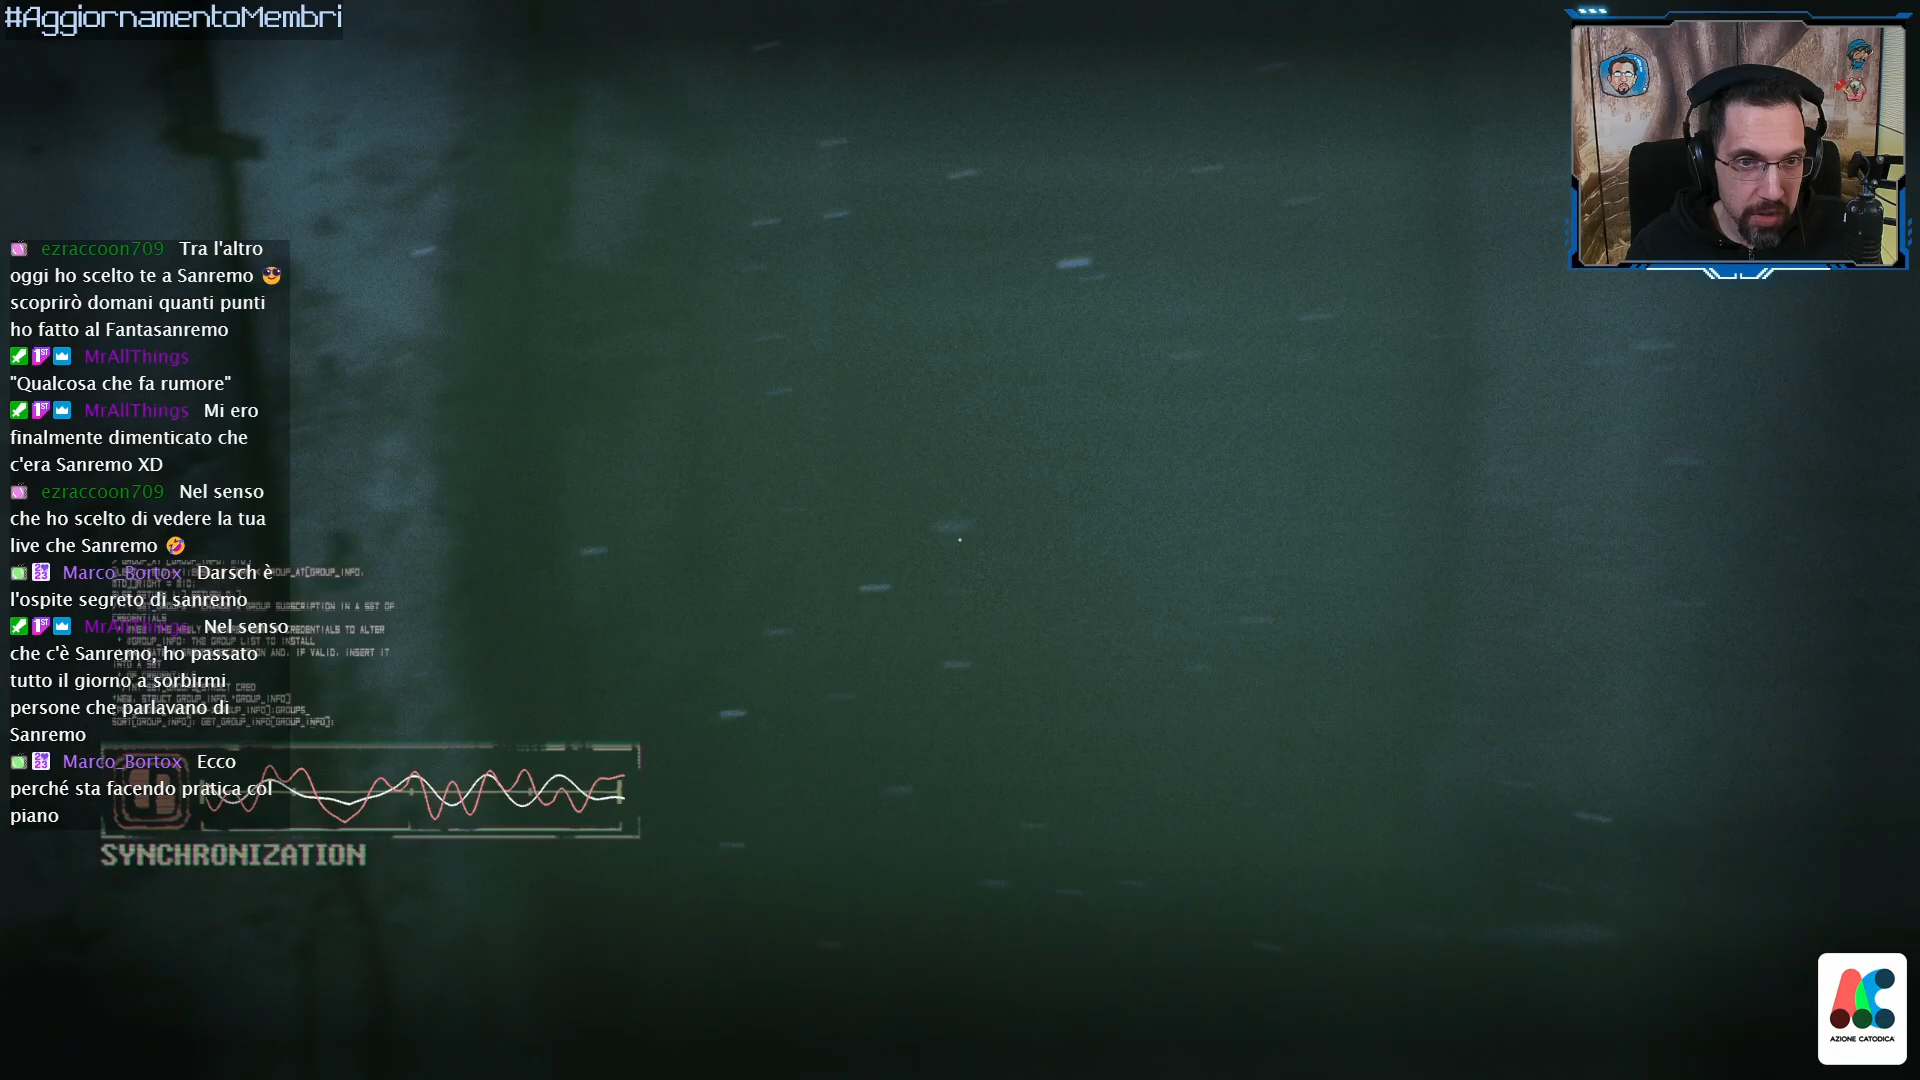 #AggiornamentoMembri
ezraccoon709 Tra l'altro
oggi ho scelto te a Sanremo 😎
scoprirò domani quanti punti
ho fatto al Fantasanremo
MrAllThings
"Qualcosa che fa rumore"
MrAllThings Mi ero
finalmente dimenticato che
c'era Sanremo XD
ezraccoon709 Nel senso
che ho scelto di vedere la tua
live che Sanremo 🤣
Marco_Bortox Darsch è
l'ospite segreto di sanremo
MrAllThings Nel senso
che c'è Sanremo, ho passato
tutto il giorno a sorbirmi
persone che parlavano di
Sanremo
Marco_Bortox Ecco
perché sta facendo pratica col
piano
SYNCHRONIZATION
AZIONE CATODICA